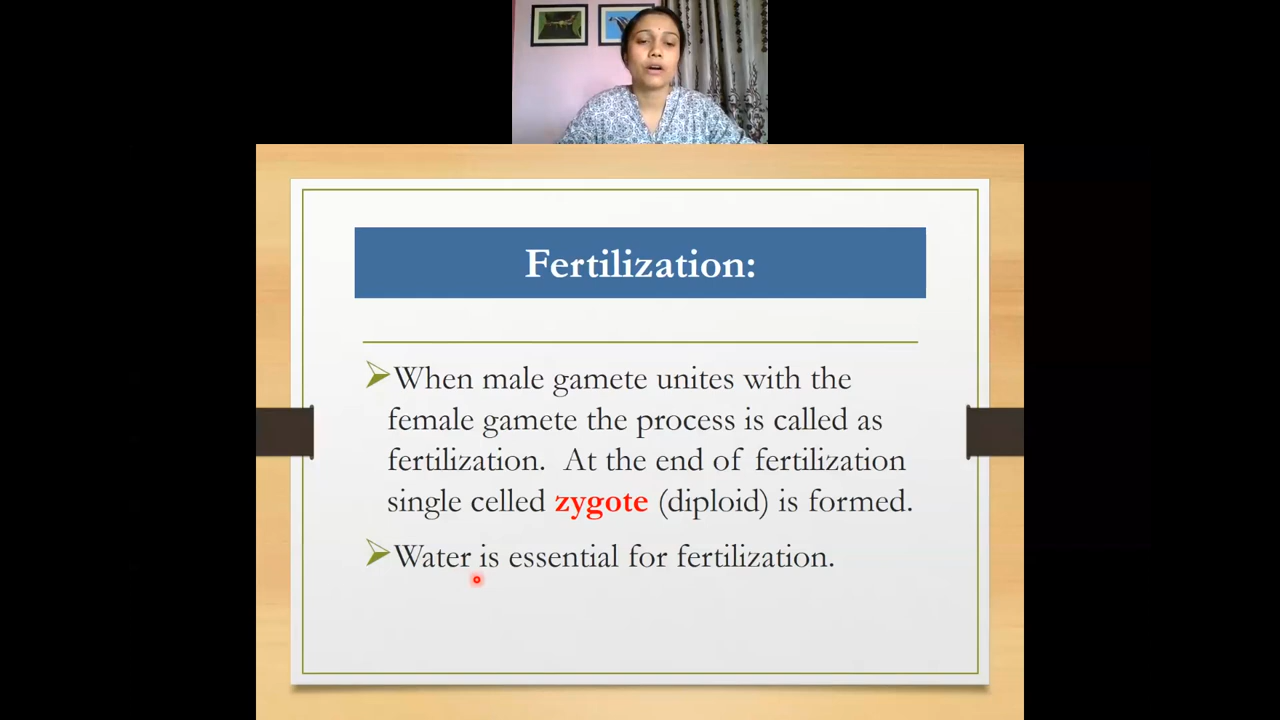 Fertilization:
When male gamete unites with the
female gamete the process is called as
fertilization. At the end of fertilization
single celled zygote (diploid) is formed.
Water is essential for fertilization.